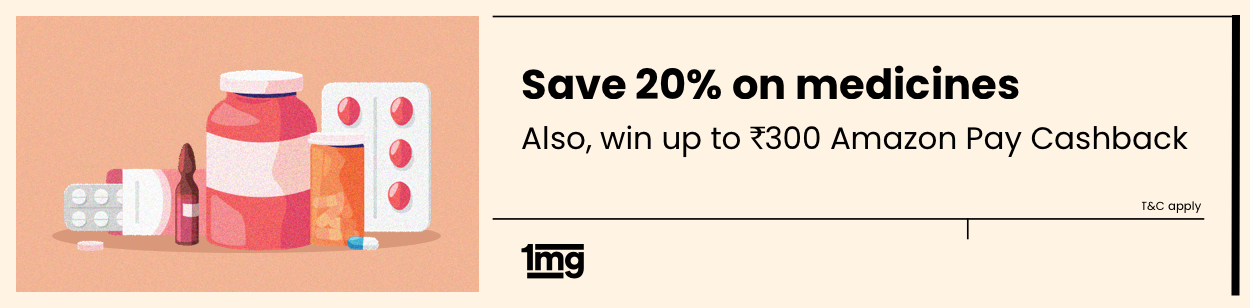 Save 20% on medicines
Also, win up to ₹300 Amazon Pay Cashback
T&C apply
1mg